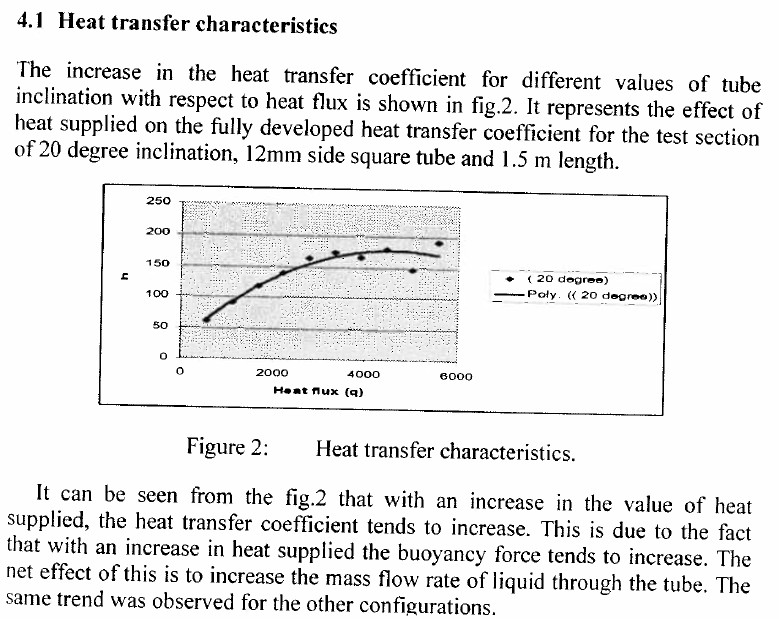 4.1 Heat transfer characteristics
The increase in the heat transfer coefficient for different values of tube
inclination with respect to heat flux is shown in fig.2. It represents the effect of
heat supplied on the fully developed heat transfer coefficient for the test section
of 20 degree inclination, 12mm side square tube and 1.5 m length.
250
200
150
h
100
50
0
0 2000 4000 6000
Heat flux (q)
( 20 degree)
Poly. (( 20 degree))
Figure 2: Heat transfer characteristics.
It can be seen from the fig.2 that with an increase in the value of heat
supplied, the heat transfer coefficient tends to increase. This is due to the fact
that with an increase in heat supplied the buoyancy force tends to increase. The
net effect of this is to increase the mass flow rate of liquid through the tube. The
same trend was observed for the other configurations.